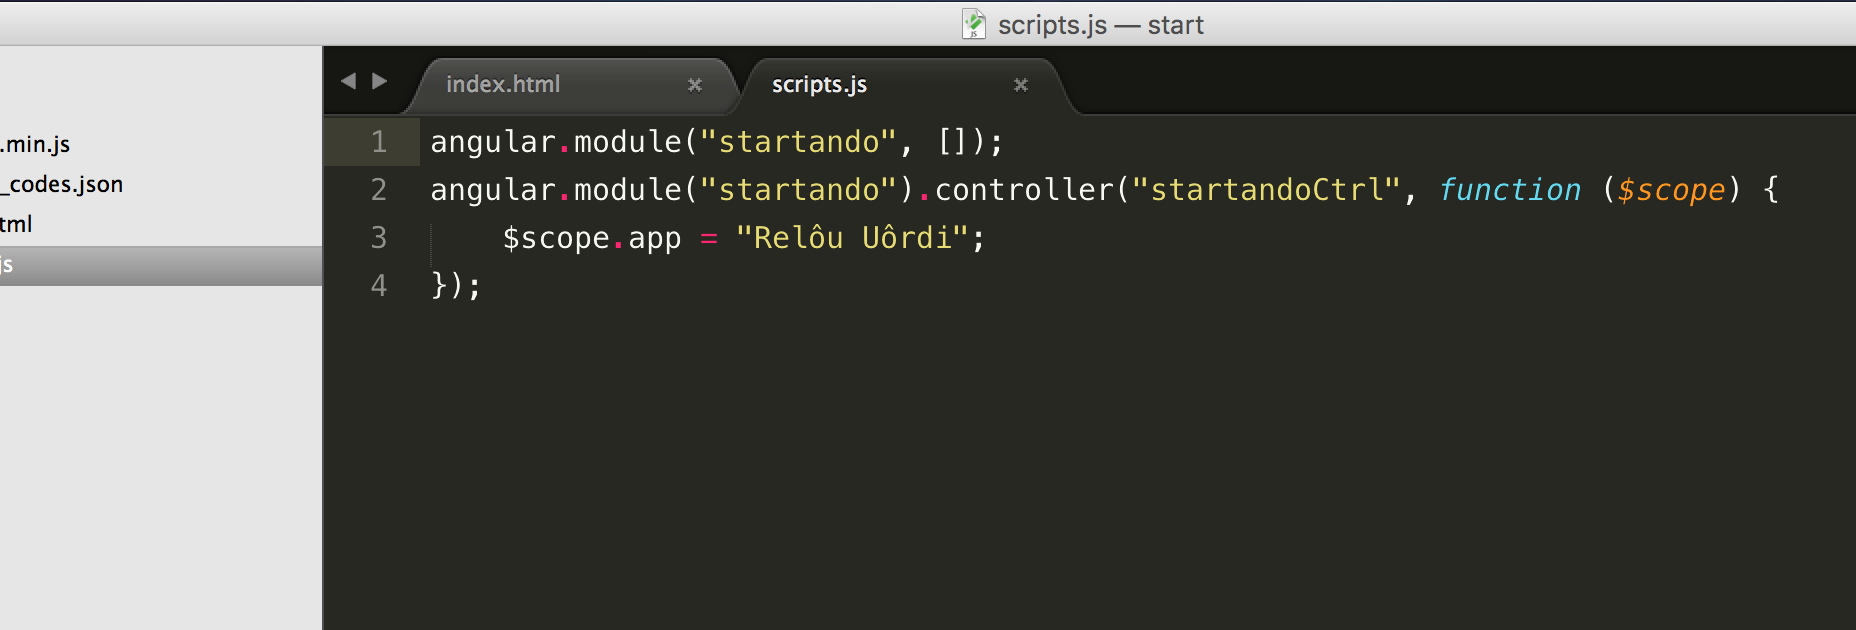 scripts.js — start
index.html
scripts.js
.min.js
_codes.json
tml
js
1 angular.module("startando", []);
2 angular.module("startando").controller("startandoCtrl", function ($scope) {
3 $scope.app = "Relôu Uôrdi";
4 });